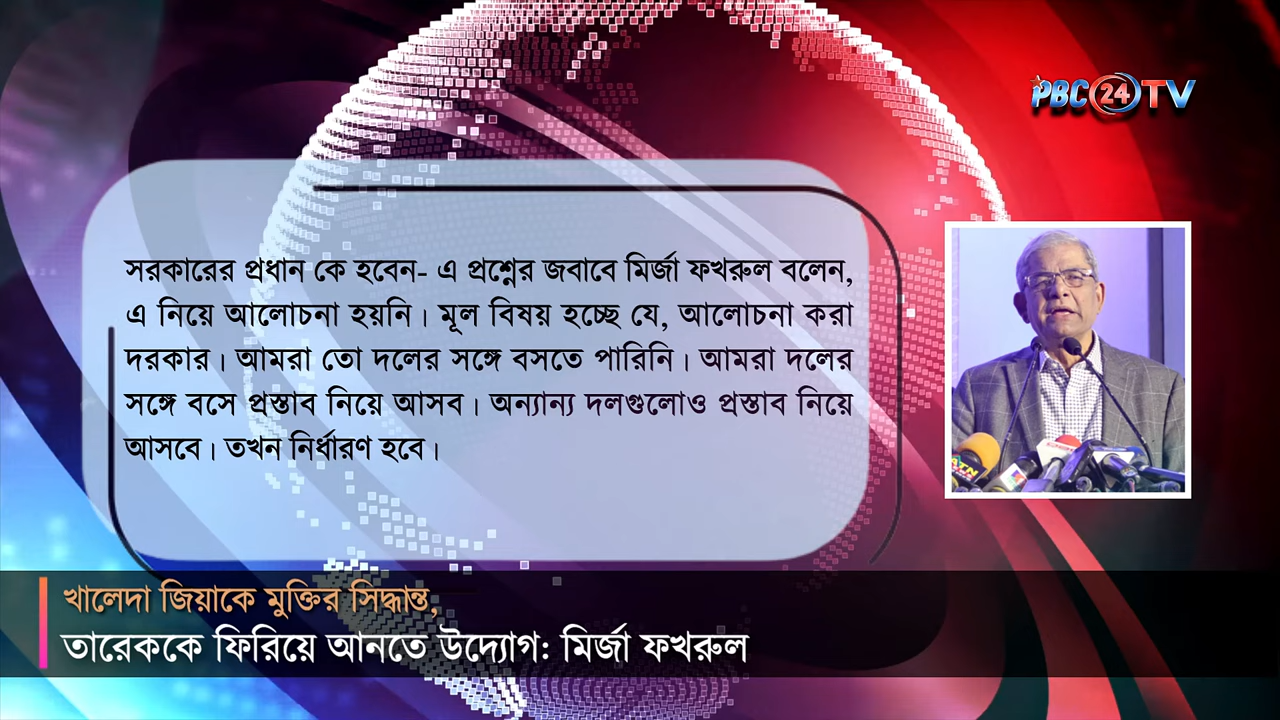 PBC 24 TV
সরকারের প্রধান কে হবেন- এ প্রশ্নের জবাবে মির্জা ফখরুল বলেন,
এ নিয়ে আলোচনা হয়নি। মূল বিষয় হচ্ছে যে, আলোচনা করা
দরকার। আমরা তো দলের সঙ্গে বসতে পারিনি। আমরা দলের
সঙ্গে বসে প্রস্তাব নিয়ে আসব। অন্যান্য দলগুলোও প্রস্তাব নিয়ে
আসবে। তখন নির্ধারণ হবে।
ATN
খালেদা জিয়াকে মুক্তির সিদ্ধান্ত,
তারেককে ফিরিয়ে আনতে উদ্যোগ: মির্জা ফখরুল